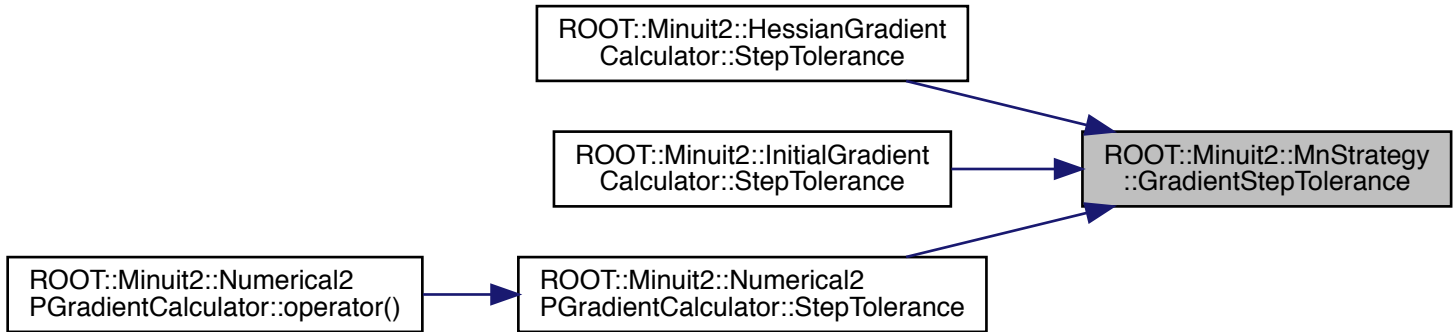 ROOT::Minuit2::HessianGradient
Calculator::StepTolerance
ROOT::Minuit2::InitialGradient
Calculator::StepTolerance
ROOT::Minuit2::MnStrategy
::GradientStepTolerance
ROOT::Minuit2::Numerical2
PGradientCalculator::operator()
ROOT::Minuit2::Numerical2
PGradientCalculator::StepTolerance